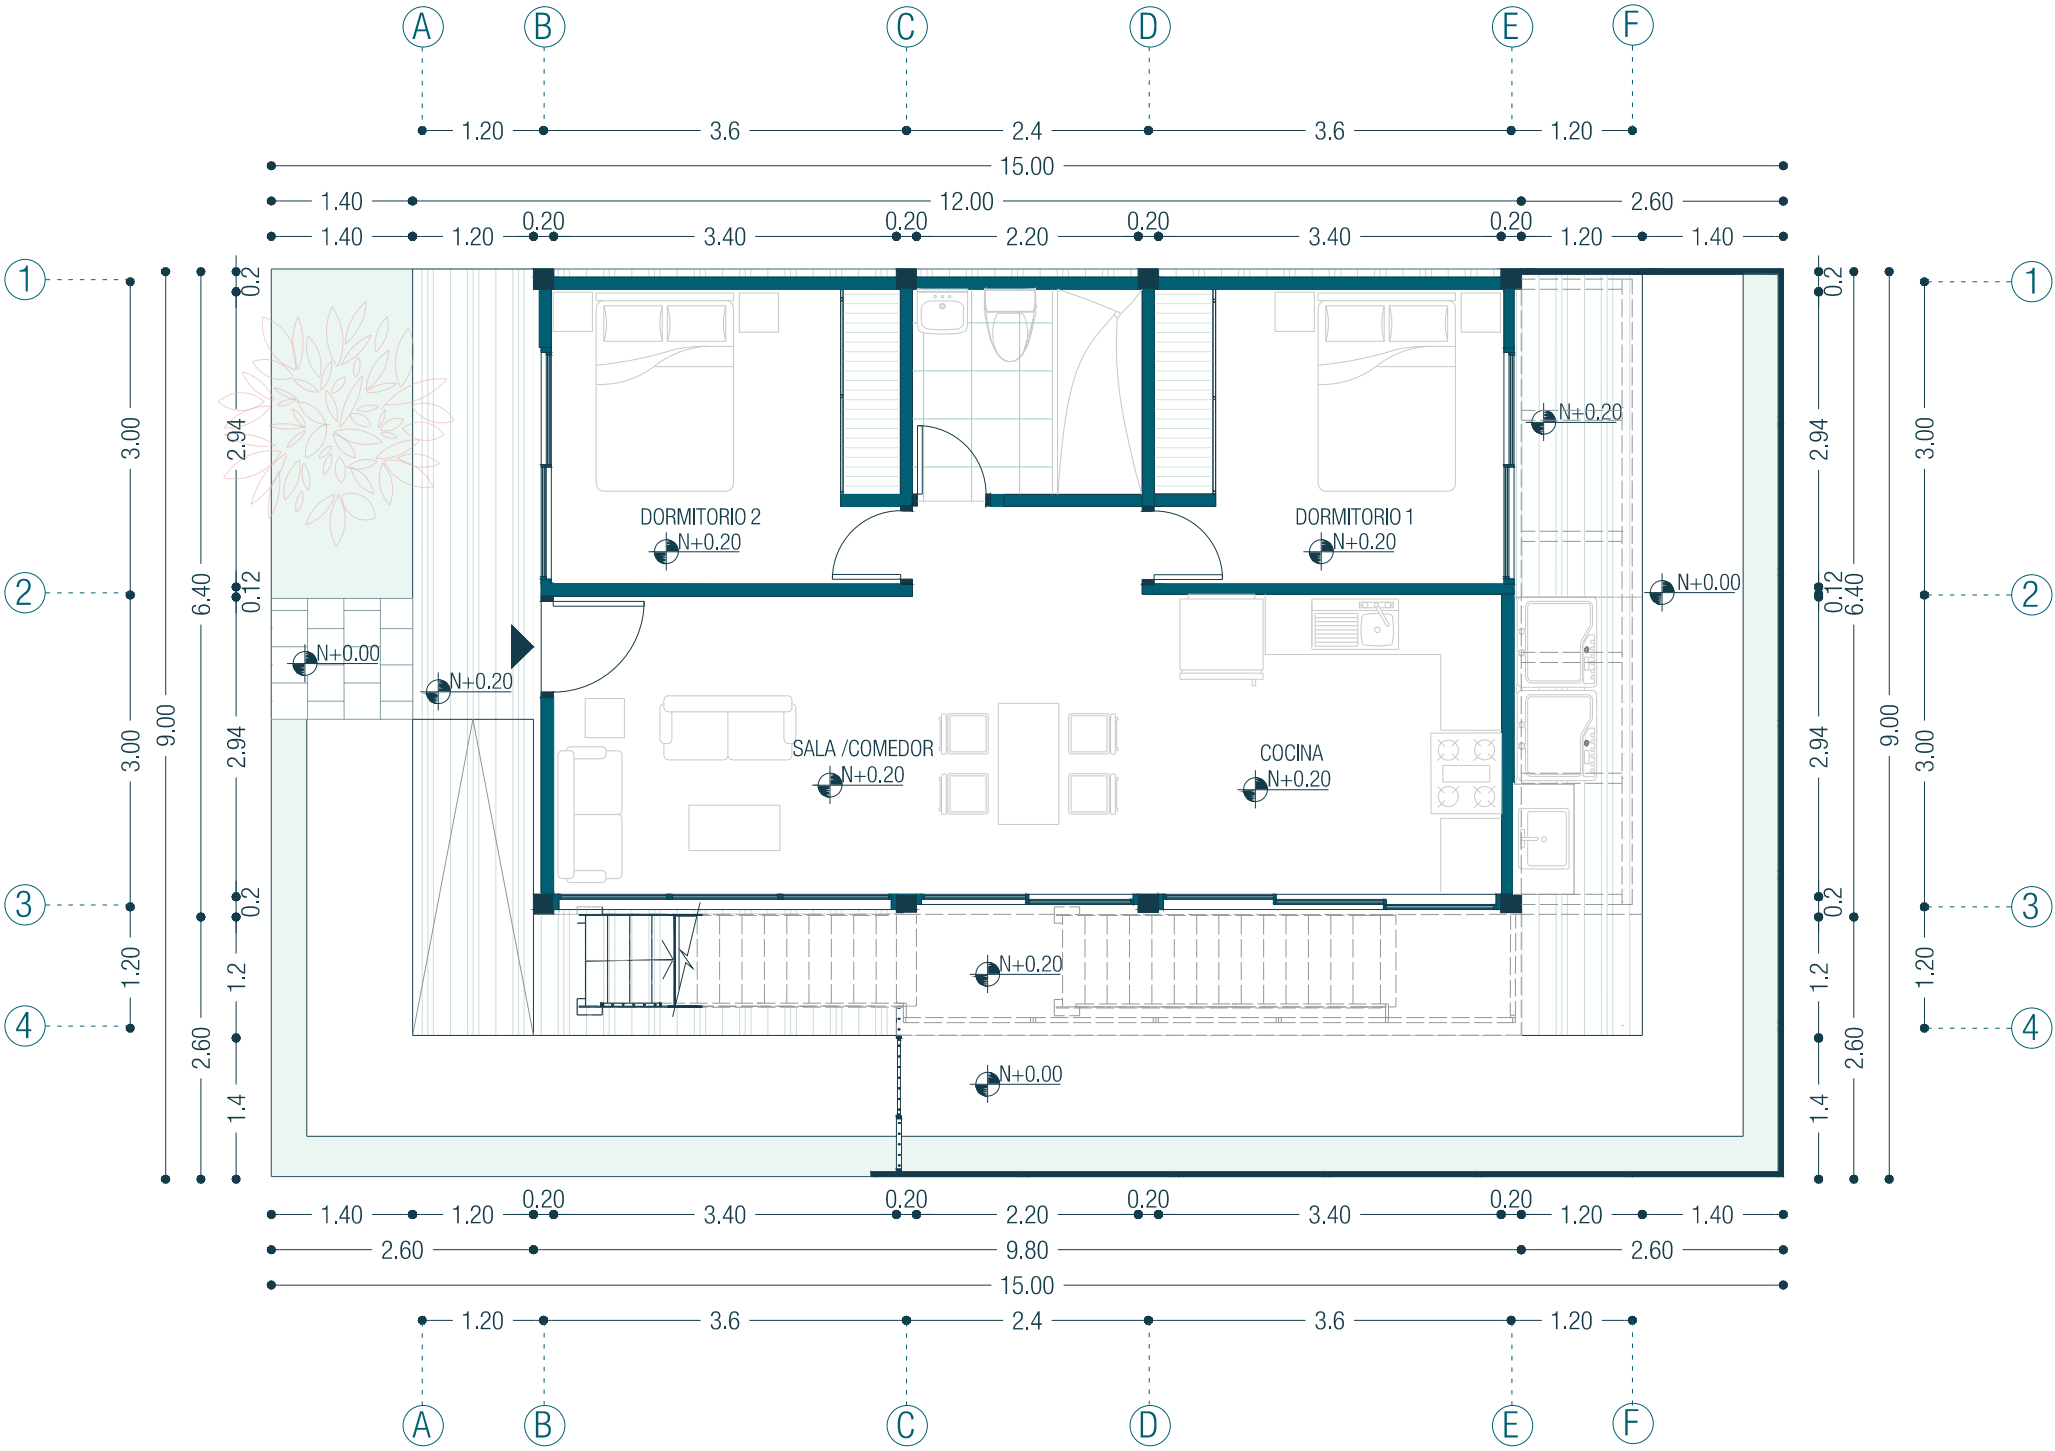 A B C D E F
1.20 3.6 2.4 3.6 1.20
15.00
1.40 12.00 2.60
0.20 0.20 0.20 0.20
1.40 1.20 3.40 2.20 3.40 1.20 1.40
1 0.2 0.2 1
3.00 2.94 N+0.20 2.94 3.00
DORMITORIO 2 DORMITORIO 1
N+0.20 N+0.20
2 6.40 0.12 N+0.00 0.12 6.40 2
N+0.00
N+0.20
3.00 9.00 2.94 2.94 9.00 3.00
SALA /COMEDOR COCINA
N+0.20 N+0.20
3 0.2 0.2 3
1.20 1.2 N+0.20 1.2 1.20
4 4
2.60 N+0.00 2.60
1.4 1.4
0.20 0.20 0.20 0.20
1.40 1.20 3.40 2.20 3.40 1.20 1.40
2.60 9.80 2.60
15.00
1.20 3.6 2.4 3.6 1.20
A B C D E F